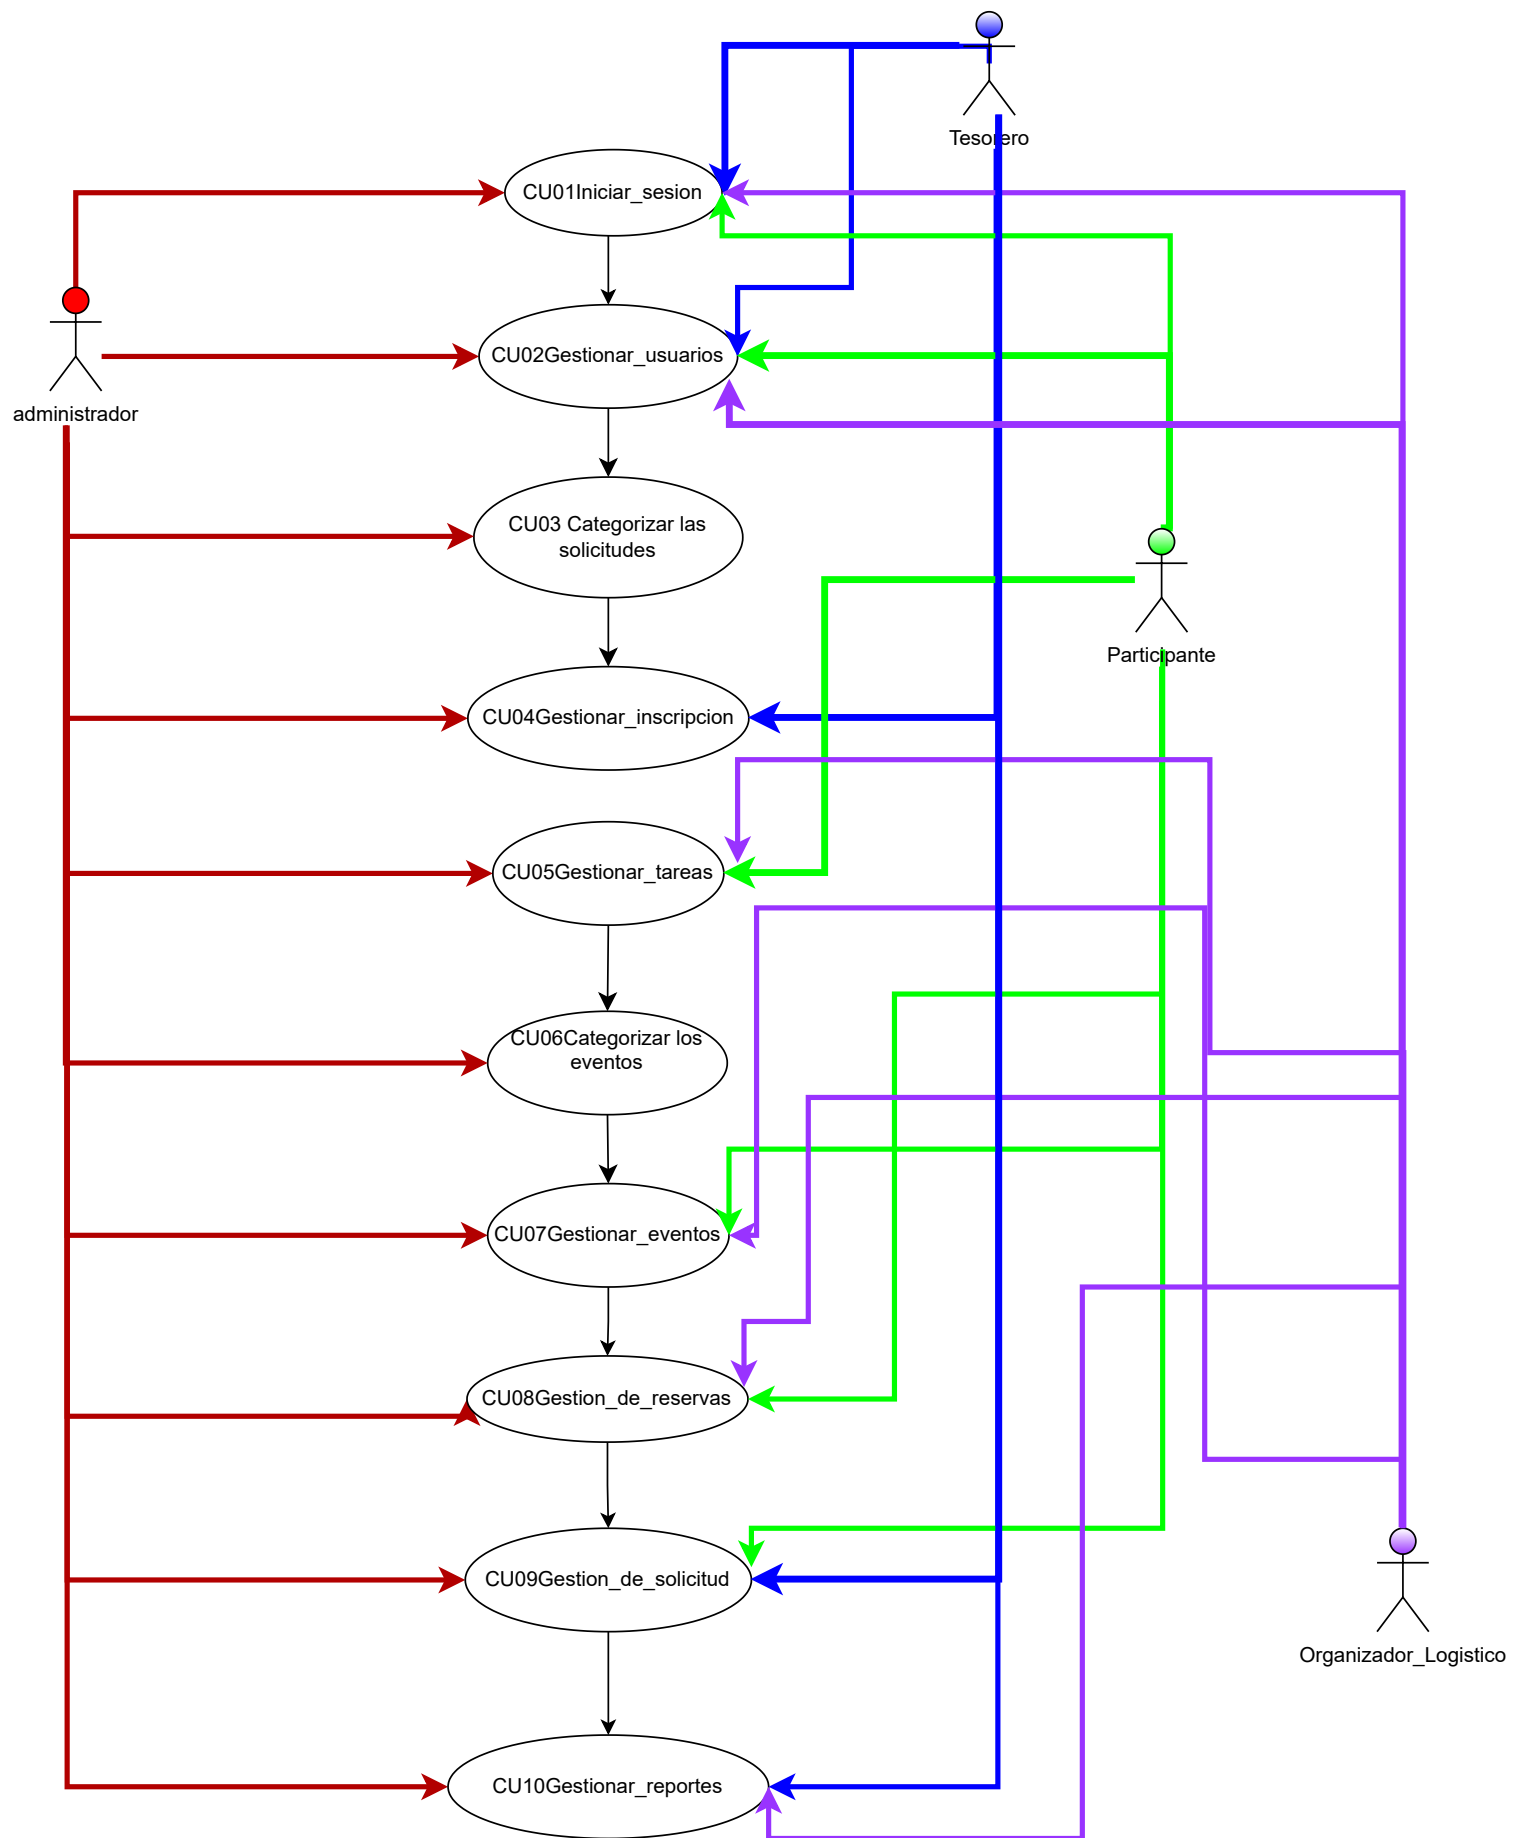 Tesorero
CU01Iniciar_sesion
CU02Gestionar_usuarios
administrador
CU03 Categorizar las
solicitudes
Participante
CU04Gestionar_inscripcion
CU05Gestionar_tareas
CU06Categorizar los
eventos
CU07Gestionar_eventos
CU08Gestion_de_reservas
CU09Gestion_de_solicitud
Organizador_Logistico
CU10Gestionar_reportes